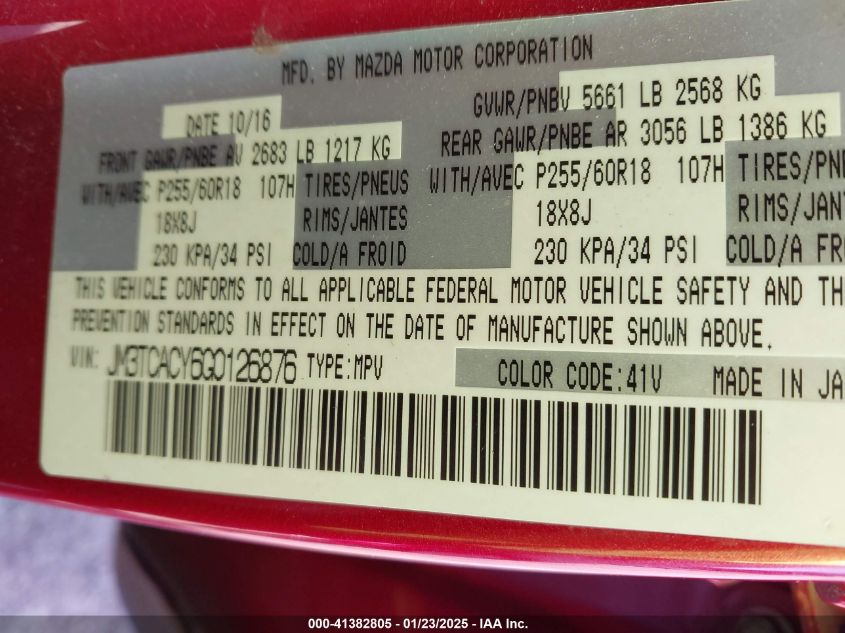 MFD. BY MAZDA MOTOR CORPORATION
DATE 10/16 GVWR/PNBV 5661 LB 2568 KG
FRONT GAWR/PNBE AV 2683 LB 1217 KG REAR GAWR/PNBE AR 3056 LB 1386 KG
WITH/AVEC P255/60R18 107H TIRES/PNEUS WITH/AVEC P255/60R18 107H TIRES/PNE
18X8J RIMS/JANTES 18X8J RIMS/JANT
230 KPA/34 PSI COLD/A FROID 230 KPA/34 PSI COLD/A FRO
THIS VEHICLE CONFORMS TO ALL APPLICABLE FEDERAL MOTOR VEHICLE SAFETY AND TH
PREVENTION STANDARDS IN EFFECT ON THE DATE OF MANUFACTURE SHOWN ABOVE.
VIN: JM3TCACY6G0126876 TYPE:MPV COLOR CODE:41V MADE IN JA
000-41382805 - 01/23/2025 - IAA Inc.